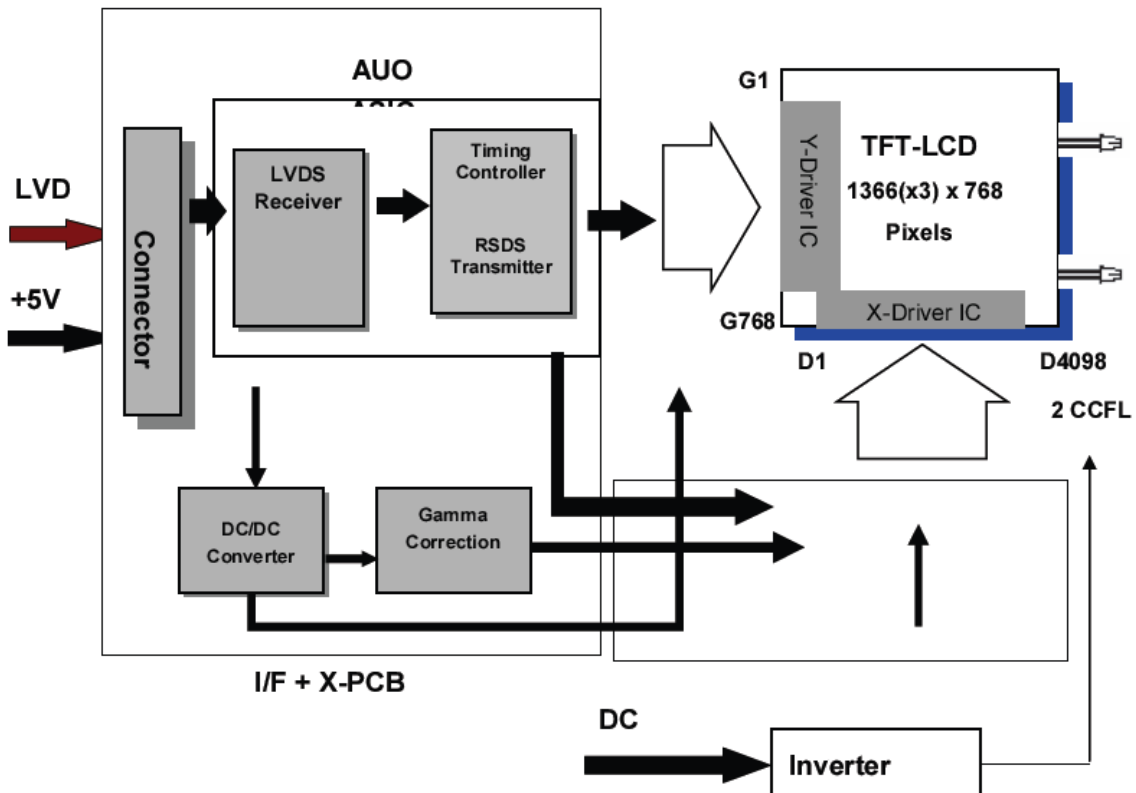 AUO
LVD
+5V
Connector
LVDS
Receiver
Timing
Controller
RSDS
Transmitter
G1
Y-Driver IC
TFT-LCD
1366(x3) x 768
Pixels
G768
X-Driver IC
D1
D4098
2 CCFL
DC/DC
Converter
Gamma
Correction
I/F + X-PCB
DC
Inverter